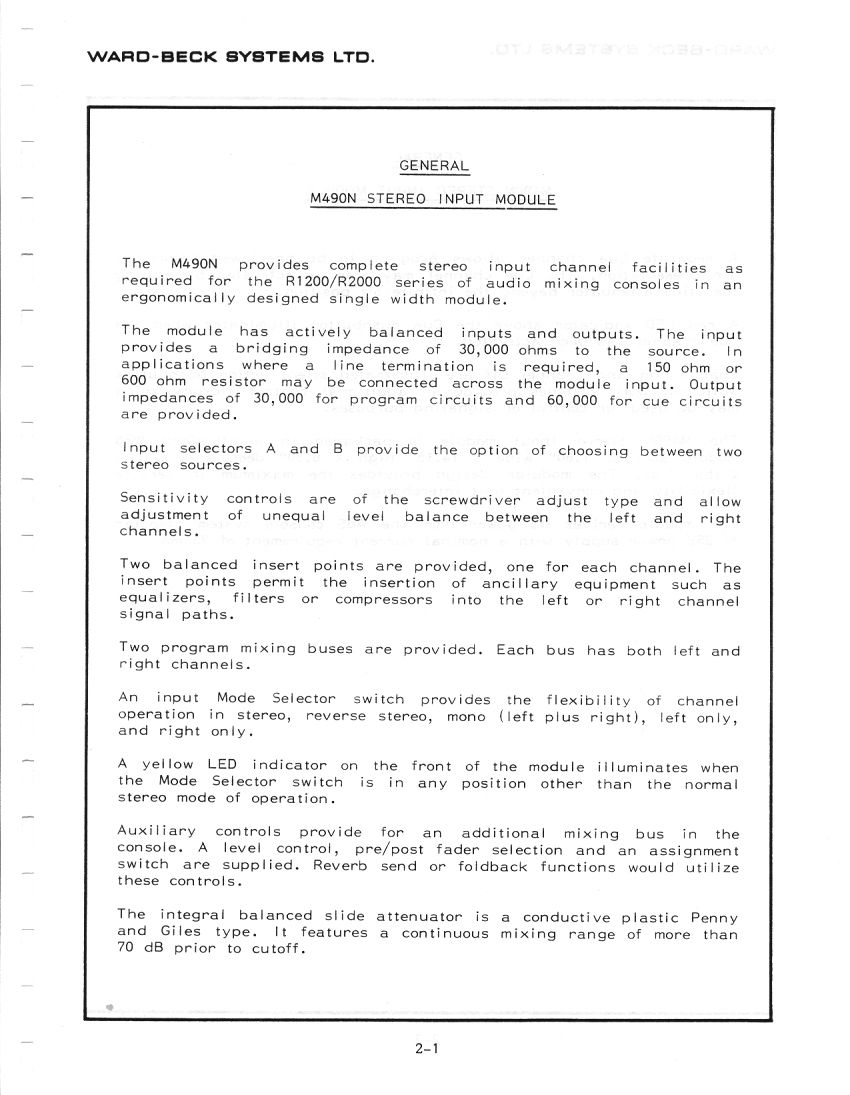 WARD-BECK SYSTEMS LTD.
GENERAL
M490N STEREO INPUT MODULE
The M490N provides complete stereo input channel facilities as
required for the R1200/R2000 series of audio mixing consoles in an
ergonomically designed single width module.
The module has actively balanced inputs and outputs. The input
provides a bridging impedance of 30,000 ohms to the source. In
applications where a line termination is required, a 150 ohm or
600 ohm resistor may be connected across the module input. Output
impedances of 30,000 for program circuits and 60,000 for cue circuits
are provided.
Input selectors A and B provide the option of choosing between two
stereo sources.
Sensitivity controls are of the screwdriver adjust type and allow
adjustment of unequal level balance between the left and right
channels.
Two balanced insert points are provided, one for each channel. The
insert points permit the insertion of ancillary equipment such as
equalizers, filters or compressors into the left or right channel
signal paths.
Two program mixing buses are provided. Each bus has both left and
right channels.
An input Mode Selector switch provides the flexibility of channel
operation in stereo, reverse stereo, mono (left plus right), left only,
and right only.
A yellow LED indicator on the front of the module illuminates when
the Mode Selector switch is in any position other than the normal
stereo mode of operation.
Auxiliary controls provide for an additional mixing bus in the
console. A level control, pre/post fader selection and an assignment
switch are supplied. Reverb send or foldback functions would utilize
these controls.
The integral balanced slide attenuator is a conductive plastic Penny
and Giles type. It features a continuous mixing range of more than
70 dB prior to cutoff.
2-1